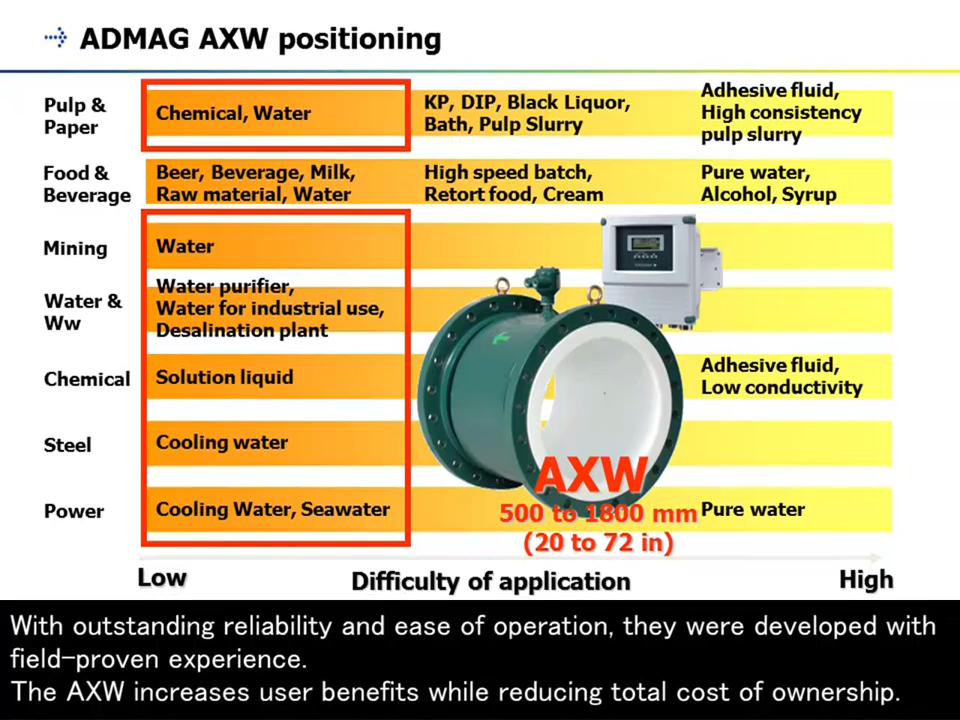 ADMAG AXW positioning
Pulp &
Paper
Chemical, Water
KP, DIP, Black Liquor,
Bath, Pulp Slurry
Adhesive fluid,
High consistency
pulp slurry
Food &
Beverage
Beer, Beverage, Milk,
Raw material, Water
High speed batch,
Retort food, Cream
Pure water,
Alcohol, Syrup
Mining
Water
Water &
Ww
Water purifier,
Water for industrial use,
Desalination plant
Chemical
Solution liquid
Adhesive fluid,
Low conductivity
Steel
Cooling water
Power
Cooling Water, Seawater
Pure water
AXW
500 to 1800 mm
(20 to 72 in)
Low
Difficulty of application
High
With outstanding reliability and ease of operation, they were developed with
field-proven experience.
The AXW increases user benefits while reducing total cost of ownership.